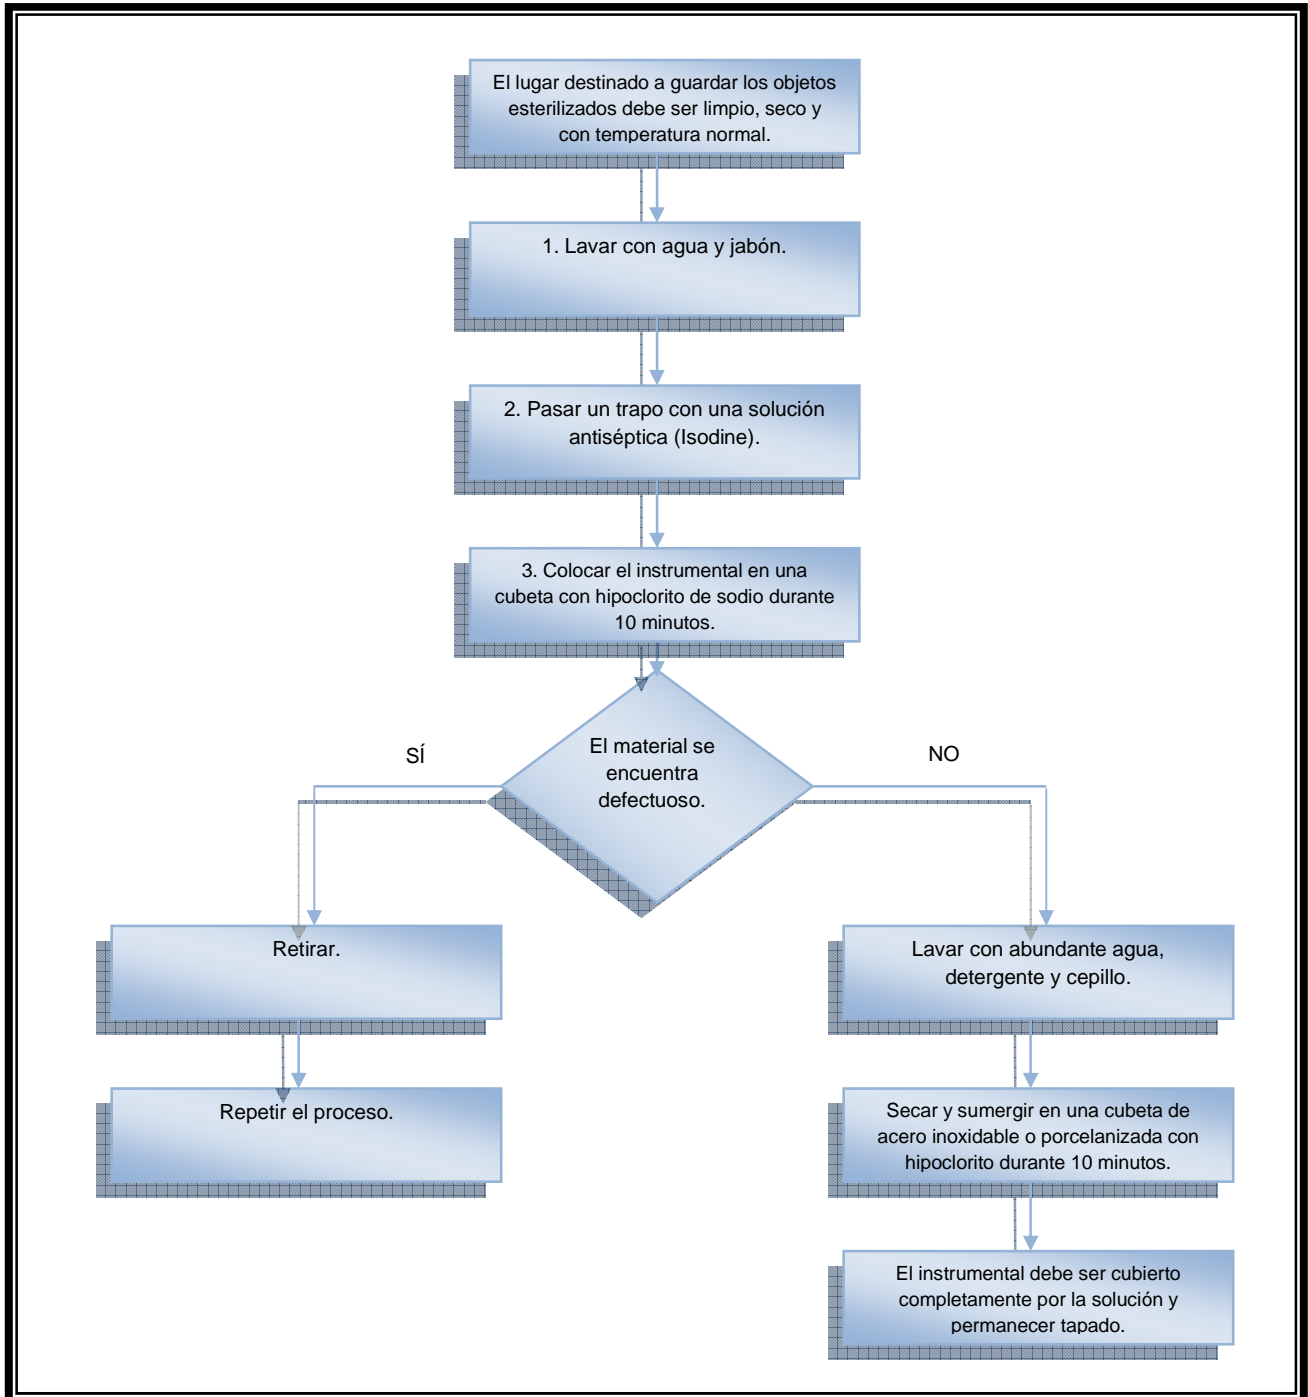 El lugar destinado a guardar los objetos
esterilizados debe ser limpio, seco y
con temperatura normal.
1. Lavar con agua y jabón.
2. Pasar un trapo con una solución
antiséptica (Isodine).
3. Colocar el instrumental en una
cubeta con hipoclorito de sodio durante
10 minutos.
El material se
encuentra
defectuoso.
SÍ
NO
Retirar.
Repetir el proceso.
Lavar con abundante agua,
detergente y cepillo.
Secar y sumergir en una cubeta de
acero inoxidable o porcelanizada con
hipoclorito durante 10 minutos.
El instrumental debe ser cubierto
completamente por la solución y
permanecer tapado.